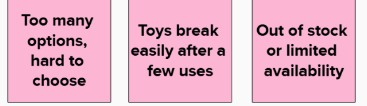 Too many
options,
hard to
choose
Toys break
easily after a
few uses
Out of stock
or limited
availability